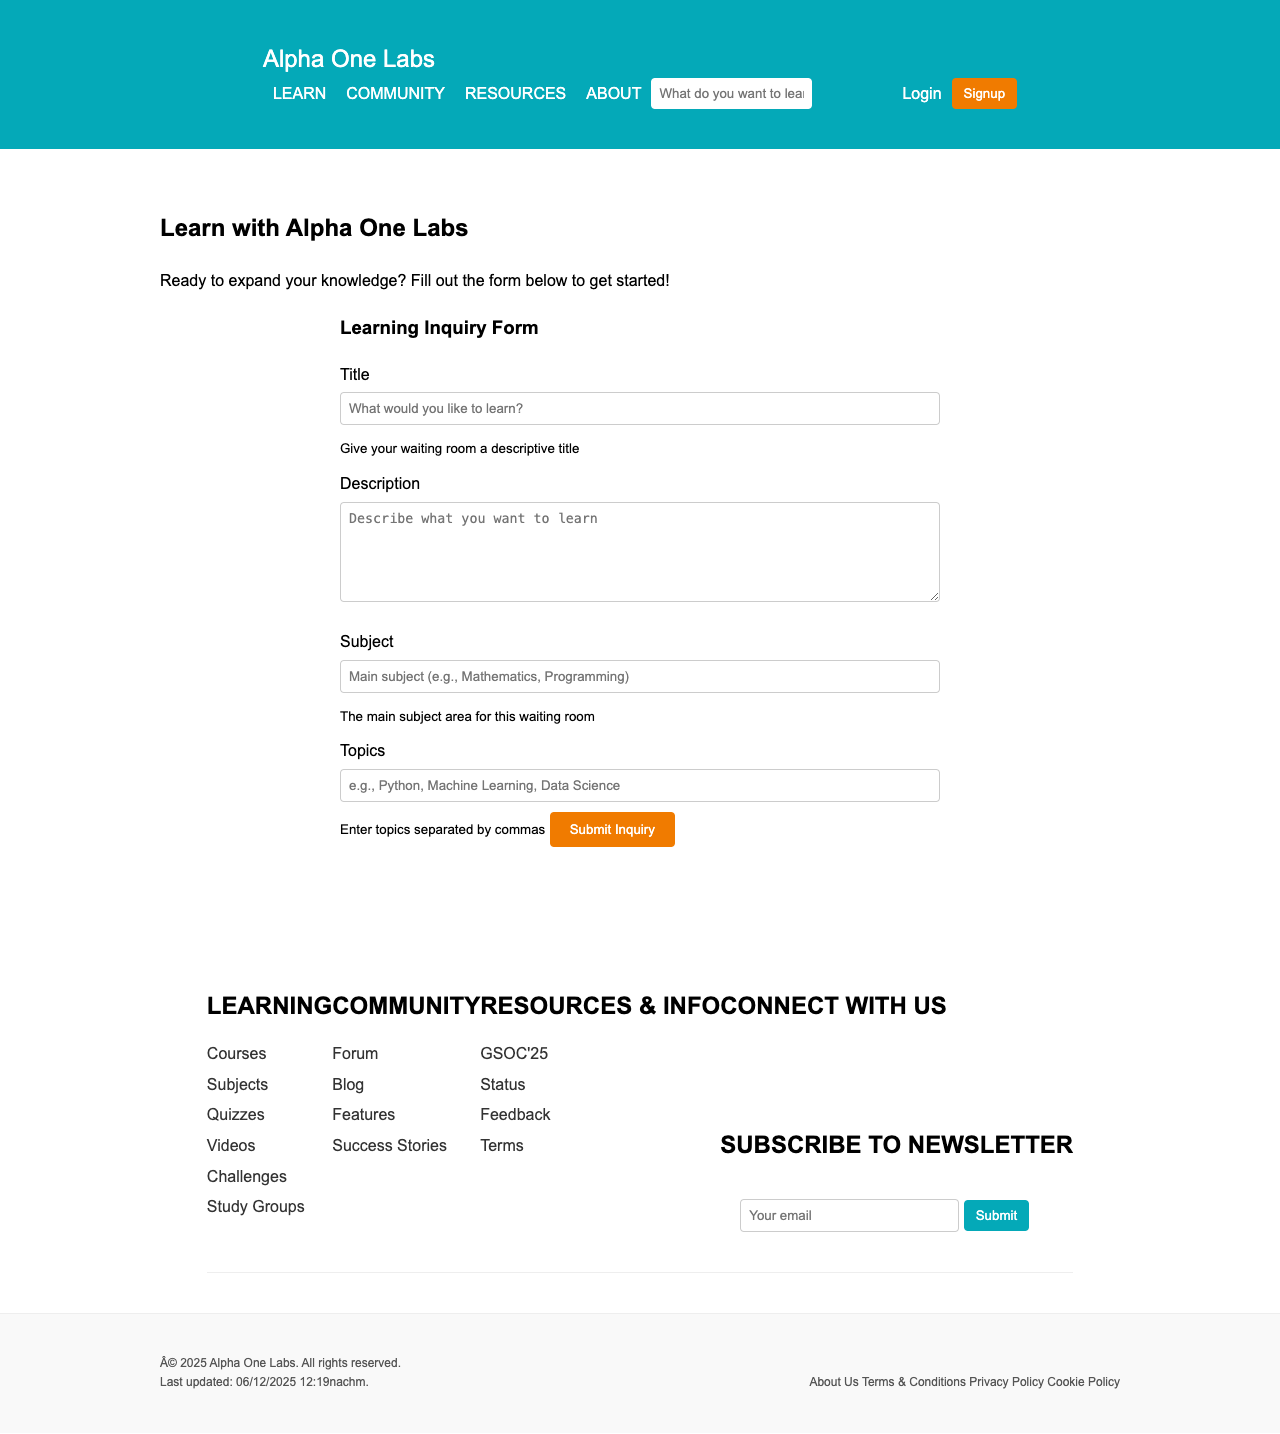 Alpha One Labs
LEARN COMMUNITY RESOURCES ABOUT What do you want to lear Login Signup
Learn with Alpha One Labs
Ready to expand your knowledge? Fill out the form below to get started!
Learning Inquiry Form
Title
What would you like to learn?
Give your waiting room a descriptive title
Description
Describe what you want to learn
Subject
Main subject (e.g., Mathematics, Programming)
The main subject area for this waiting room
Topics
e.g., Python, Machine Learning, Data Science
Enter topics separated by commas Submit Inquiry
LEARNING
Courses
Subjects
Quizzes
Videos
Challenges
Study Groups
COMMUNITY
Forum
Blog
Features
Success Stories
RESOURCES & INFO
GSOC'25
Status
Feedback
Terms
CONNECT WITH US
SUBSCRIBE TO NEWSLETTER
Your email Submit
Â© 2025 Alpha One Labs. All rights reserved.
Last updated: 06/12/2025 12:19nachm.
About Us Terms & Conditions Privacy Policy Cookie Policy